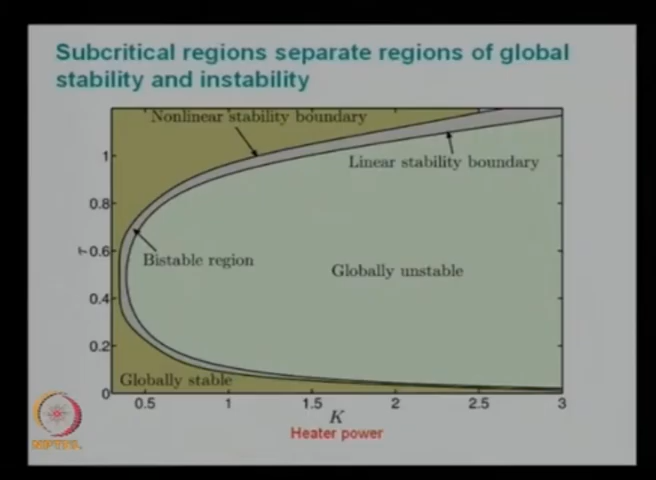 Subcritical regions separate regions of global
stability and instability
Nonlinear stability boundary
Linear stability boundary
Bistable region
Globally unstable
Globally stable
τ
1
0.8
0.6
0.4
0.2
0
0.5
1
1.5
2
2.5
3
K
Heater power
NPTEL